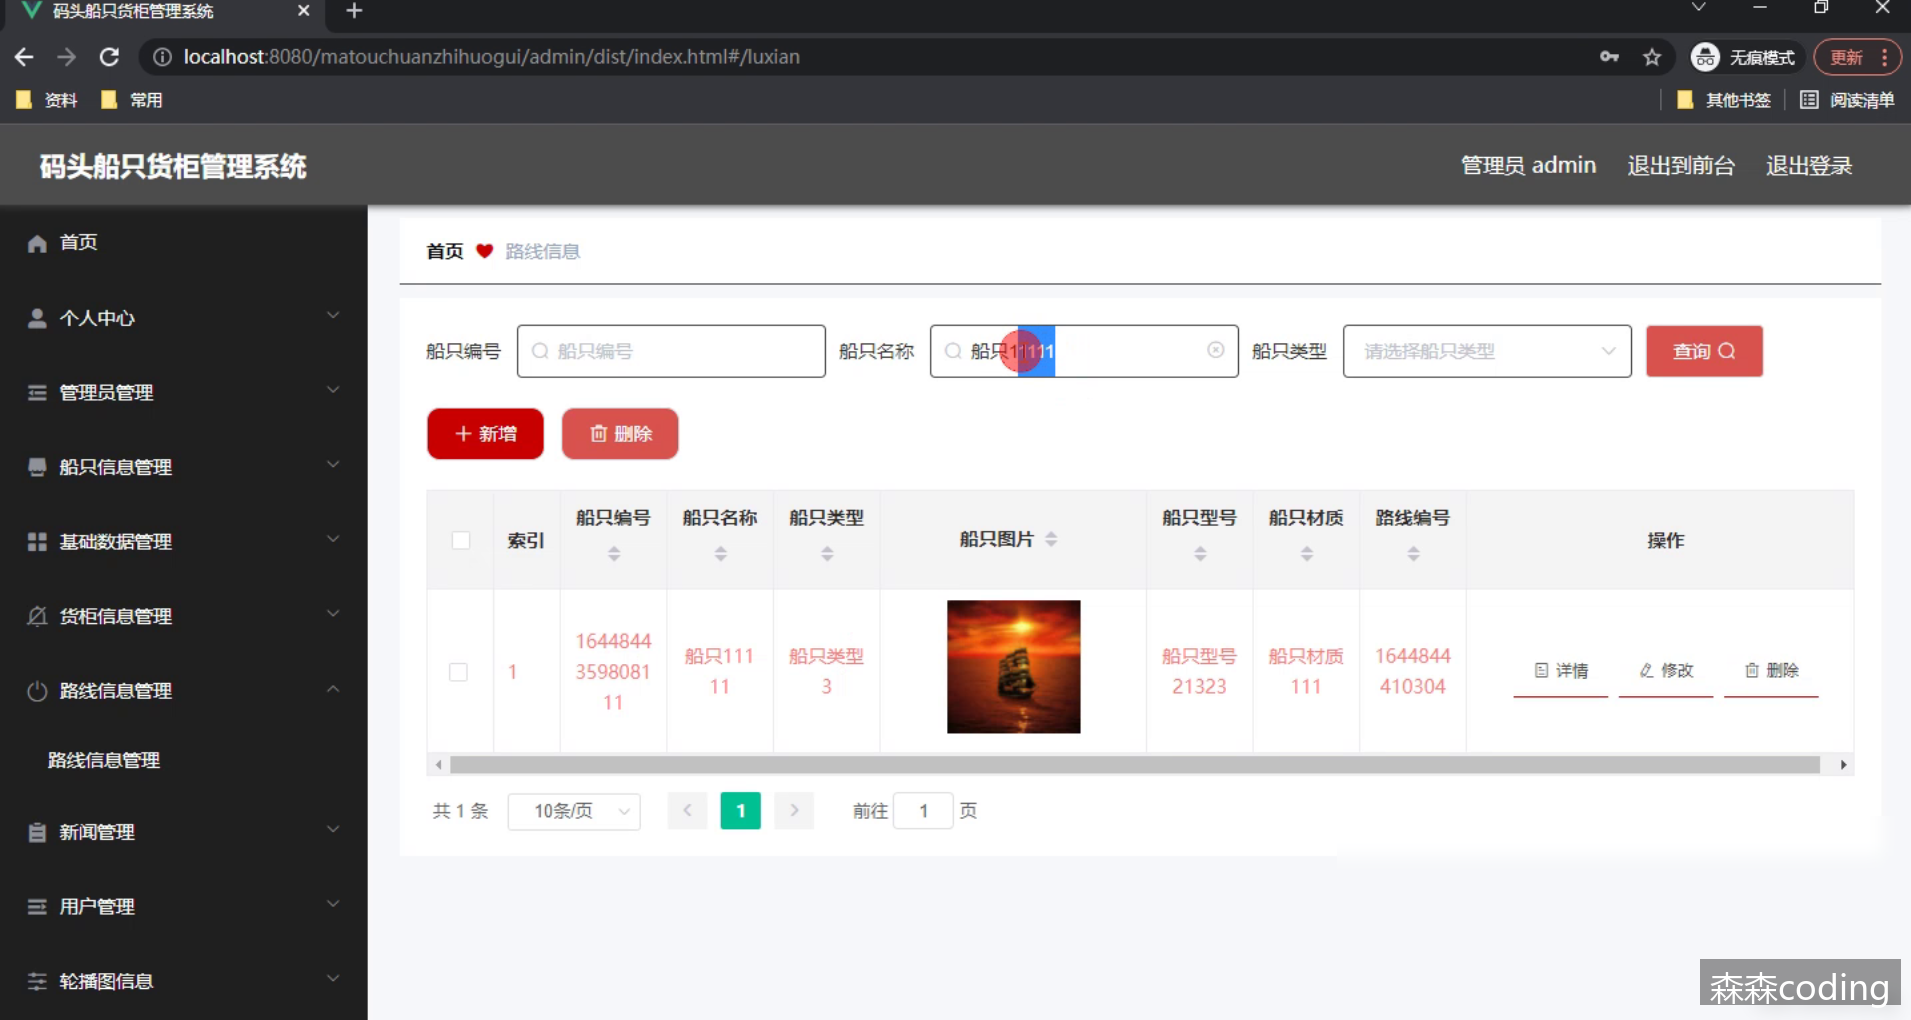 码头船只货柜管理系统
localhost:8080/matouchuanzhihuogui/admin/dist/index.html#/luxian
无痕模式
更新
资料
常用
其他书签
阅读清单
码头船只货柜管理系统
管理员 admin
退出到前台
退出登录
首页
个人中心
管理员管理
船只信息管理
基础数据管理
货柜信息管理
路线信息管理
路线信息管理
新闻管理
用户管理
轮播图信息
首页
路线信息
船只编号
船只编号
船只名称
船只11111
船只类型
请选择船只类型
查询
新增
删除
索引
船只编号
船只名称
船只类型
船只图片
船只型号
船只材质
路线编号
操作
1
1644844
3598081
11
船只111
11
船只类型
3
船只型号
21323
船只材质
111
1644844
410304
详情
修改
删除
共 1 条
10条/页
1
前往 1 页
森森coding